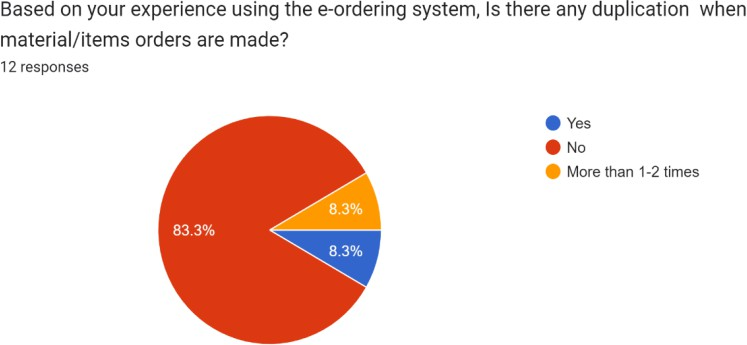 Based on your experience using the e-ordering system, Is there any duplication  when
material/items orders are made?
12 responses
Yes
No
More than 1-2 times
83.3%
8.3%
8.3%